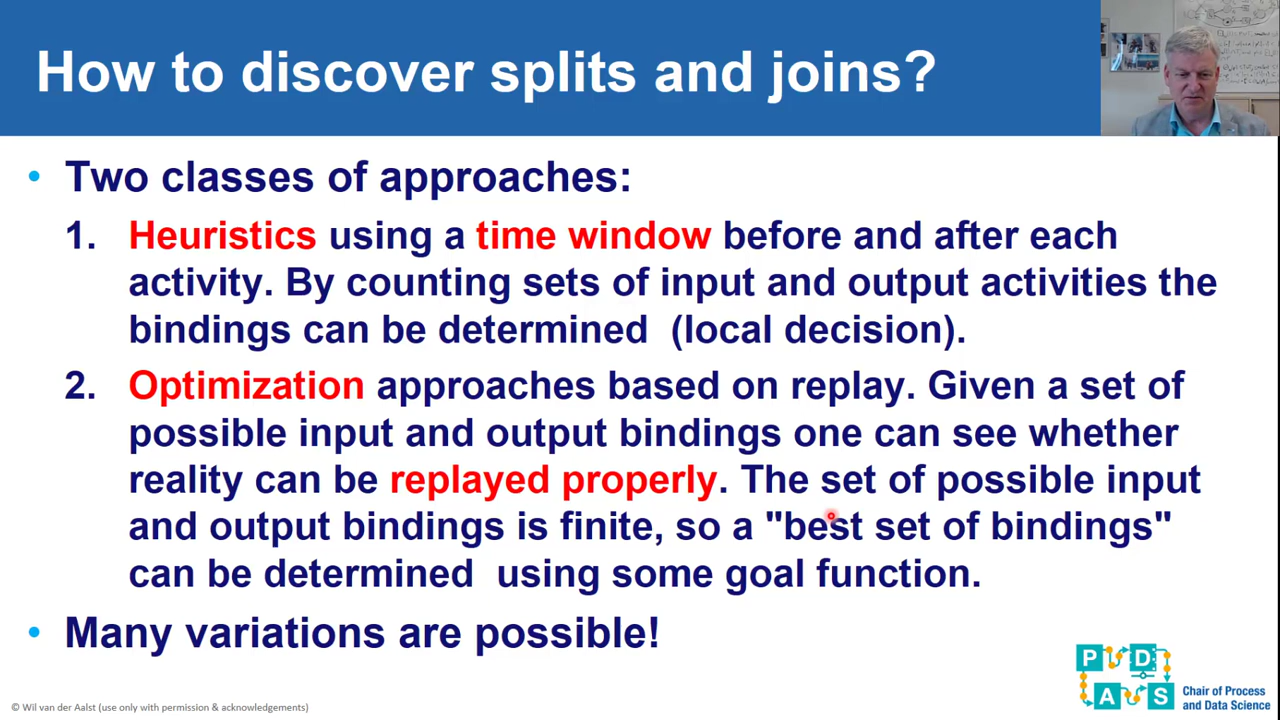 How to discover splits and joins?
• Two classes of approaches:
1. Heuristics using a time window before and after each
activity. By counting sets of input and output activities the
bindings can be determined (local decision).
2. Optimization approaches based on replay. Given a set of
possible input and output bindings one can see whether
reality can be replayed properly. The set of possible input
and output bindings is finite, so a "best set of bindings"
can be determined using some goal function.
• Many variations are possible!
P D
A S
Chair of Process
and Data Science
© Wil van der Aalst (use only with permission & acknowledgements)